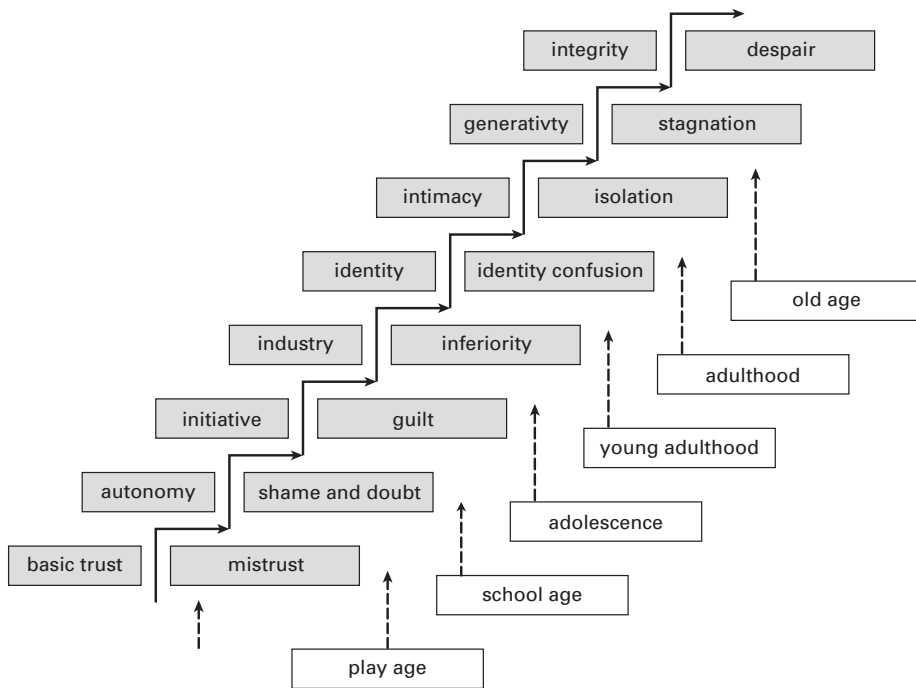 integrity despair
generativty stagnation
intimacy isolation
identity identity confusion
old age
industry inferiority
adulthood
initiative guilt
young adulthood
autonomy shame and doubt
adolescence
basic trust mistrust
school age
play age